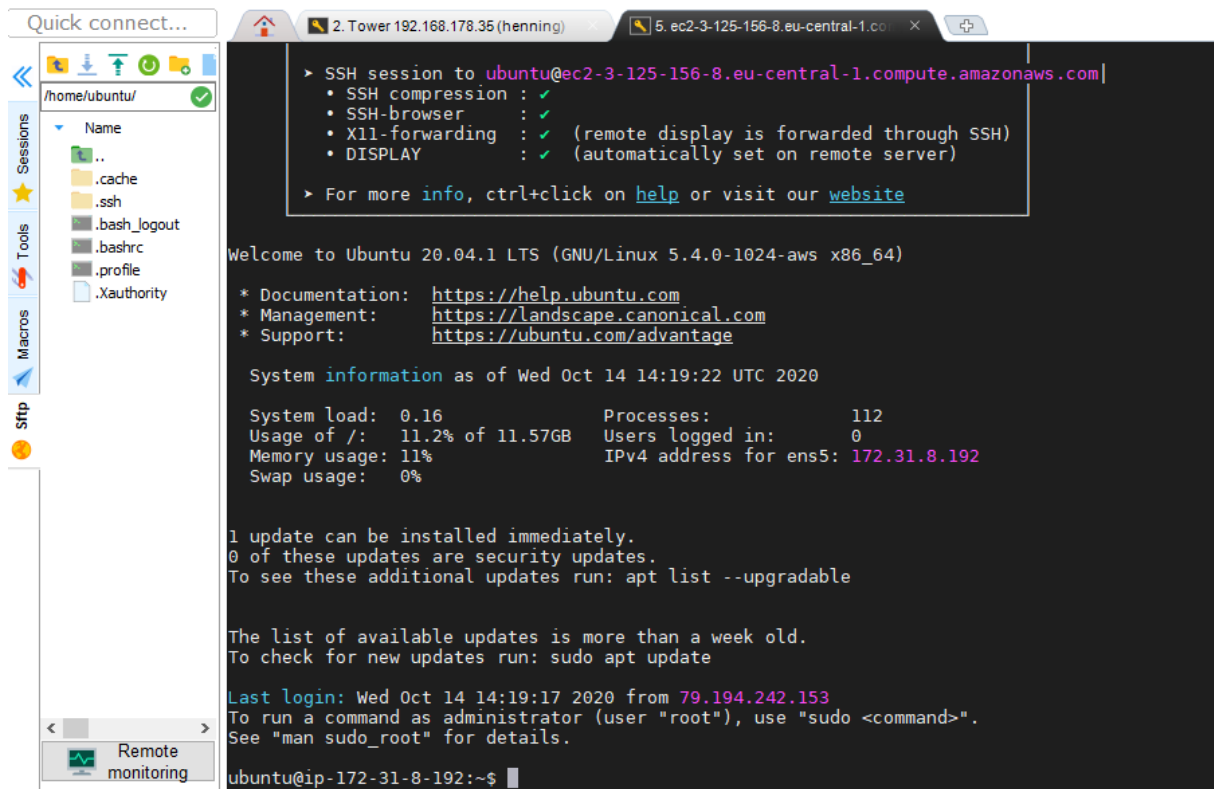 Quick connect...
2. Tower 192.168.178.35 (henning)
5. ec2-3-125-156-8.eu-central-1.co
/home/ubuntu/
Name
..
.cache
.ssh
.bash_logout
.bashrc
.profile
.Xauthority
Sessions
Tools
Macros
Sftp
Remote
monitoring
➤ SSH session to ubuntu@ec2-3-125-156-8.eu-central-1.compute.amazonaws.com
• SSH compression : ✔
• SSH-browser : ✔
• X11-forwarding : ✔ (remote display is forwarded through SSH)
• DISPLAY : ✔ (automatically set on remote server)
➤ For more info, ctrl+click on help or visit our website
Welcome to Ubuntu 20.04.1 LTS (GNU/Linux 5.4.0-1024-aws x86_64)
* Documentation: https://help.ubuntu.com
* Management: https://landscape.canonical.com
* Support: https://ubuntu.com/advantage
System information as of Wed Oct 14 14:19:22 UTC 2020
System load: 0.16 Processes: 112
Usage of /: 11.2% of 11.57GB Users logged in: 0
Memory usage: 11% IPv4 address for ens5: 172.31.8.192
Swap usage: 0%
1 update can be installed immediately.
0 of these updates are security updates.
To see these additional updates run: apt list --upgradable
The list of available updates is more than a week old.
To check for new updates run: sudo apt update
Last login: Wed Oct 14 14:19:17 2020 from 79.194.242.153
To run a command as administrator (user "root"), use "sudo <command>".
See "man sudo_root" for details.
ubuntu@ip-172-31-8-192:~$